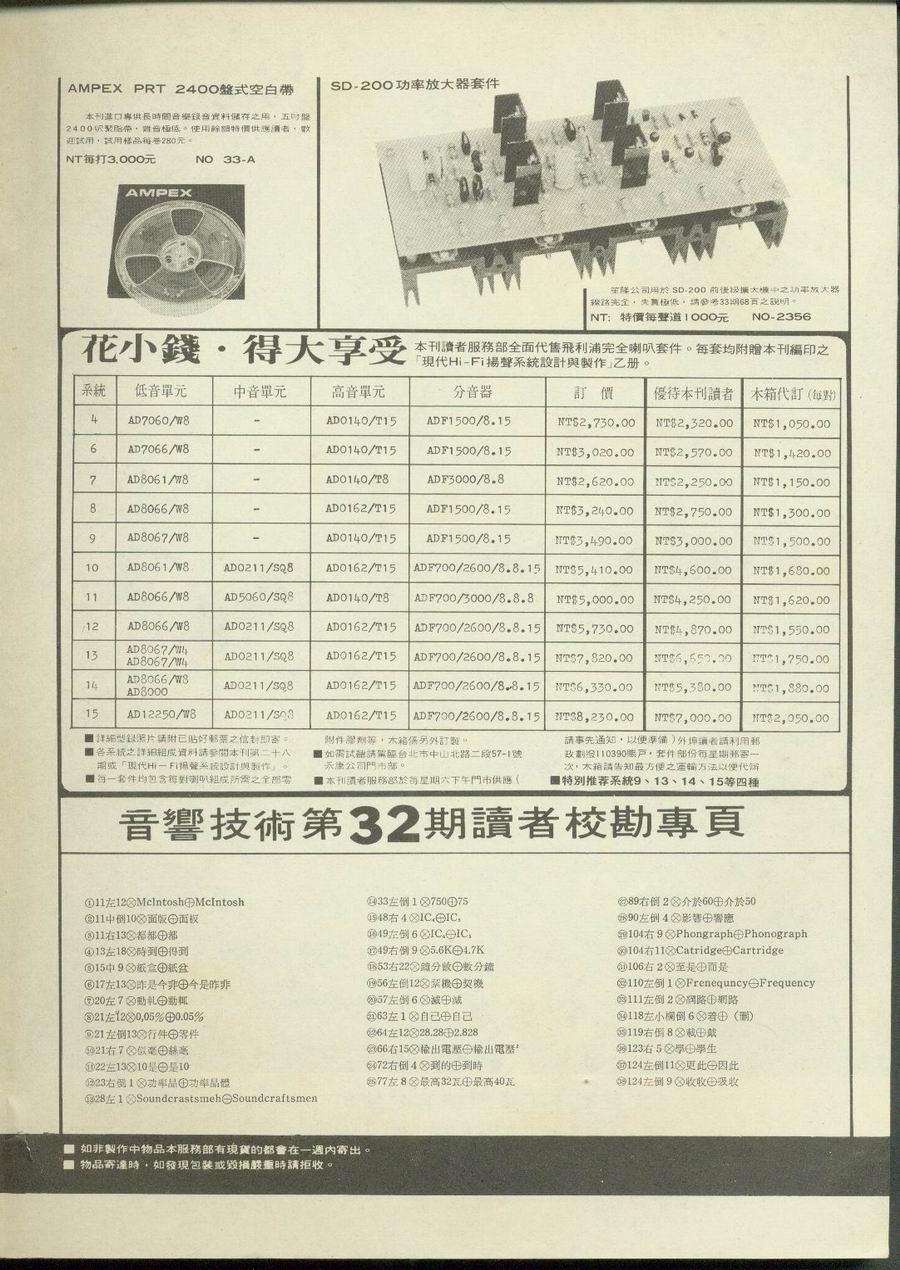 AMPEX PRT 2400盤式空白帶
本刊進口專供長時間音樂錄音資料儲存之用，五吋盤
2400呎聚脂帶，雜音極低。使用餘額特價供應讀者，歡
迎試用，試用樣品每卷280元。
NT每打3,000元 NO 33-A
AMPEX
SD-200功率放大器套件
笙隆公司用於 SD-200 前後級擴大機中之功率放大器
線路完全，失真極低，請參考33期68頁之說明。
NT: 特價每聲道1000元 NO-2356
花小錢・得大享受
本刊讀者服務部全面代售飛利浦完全喇叭套件。每套均附贈本刊編印之
「現代Hi-Fi揚聲系統設計與製作」乙册。
系統 低音單元 中音單元 高音單元 分音器 訂 價 優待本刊讀者 木箱代訂(每對)
4 AD7060/W8 - AD0140/T15 ADF1500/8.15 NT$2,730.00 NT$2,320.00 NT$1,050.00
6 AD7066/W8 - AD0140/T15 ADF1500/8.15 NT$3,020.00 NT$2,570.00 NT$1,420.00
7 AD8061/W8 - AD0140/T8 ADF3000/8.8 NT$2,620.00 NT$2,250.00 NT$1,150.00
8 AD8066/W8 - AD0162/T15 ADF1500/8.15 NT$3,240.00 NT$2,750.00 NT$1,300.00
9 AD8067/W8 - AD0140/T15 ADF1500/8.15 NT$3,490.00 NT$3,000.00 NT$1,500.00
10 AD8061/W8 AD0211/SQ8 AD0162/T15 ADF700/2600/8.8.15 NT$5,410.00 NT$4,600.00 NT$1,680.00
11 AD8066/W8 AD5060/SQ8 AD0140/T8 ADF700/3000/8.8.8 NT$5,000.00 NT$4,250.00 NT$1,620.00
12 AD8066/W8 AD0211/SQ8 AD0162/T15 ADF700/2600/8.8.15 NT$5,730.00 NT$4,870.00 NT$1,550.00
13 AD8067/W4 AD8067/W4 AD0211/SQ8 AD0162/T15 ADF700/2600/8.8.15 NT$7,820.00 NT$6,650.00 NT$1,750.00
14 AD8066/W8 AD8000 AD0211/SQ8 AD0162/T15 ADF700/2600/8.8.15 NT$6,330.00 NT$5,380.00 NT$1,880.00
15 AD12250/W8 AD0211/SQ8 AD0162/T15 ADF700/2600/8.8.15 NT$8,230.00 NT$7,000.00 NT$2,050.00
■詳細型錄照片請附已貼好郵票之信封即寄。
■各系統之詳細組成資料請參閱本刊第二十八
期或「現代Hi-Fi揚聲系統設計與製作」。
■每一套件均包含每對喇叭組成所需之全部零
附件膠劑等，木箱係另外訂製。
■如需試聽請駕臨台北市中山北路二段57-1號
永康公司門市部。
■本刊讀者服務部於每星期六下午門市供應（
請事先通知，以便準備）外埠讀者請利用郵
政劃撥110390帳戶，套件部份每星期郵寄一
次，木箱請告知最方便之運輸方法以便代辦
■特別推荐系統9、13、14、15等四種
音響技術第32期讀者校勘專頁
①11左12⊗Mclntosh⊕McIntosh
②11中倒10⊗面版⊕面板
③11右13⊗都都⊕都
④13左18⊗時到⊕得到
⑤15中9⊗紙盒⊕紙盆
⑥17左13⊗昨是今非⊕今是昨非
⑦20左7⊗動軋⊕動輒
⑧21左12⊗0,05%⊕0.05%
⑨21左倒13⊗行件⊕零件
⑩21右7⊗似毫⊕絲毫
⑪22左13⊗10是⊕是10
⑫23右倒1⊗功率品⊕功率晶體
⑬28左1⊗Soundcrastsmeh⊕Soundcraftsmen
⑭33左倒1⊗750⊕75
⑮48右4⊗IC₄⊕IC₅
⑯49左倒6⊗IC₄⊕IC₅
⑰49右倒9⊗5.6K⊕4.7K
⑱53右22⊗鐘分敵⊕數分鐘
⑲56左倒12⊗栔機⊕契機
⑳57左倒6⊗減⊕減
㉑63左1⊗自己⊕自己
㉒64左12⊗28.28⊕2.828
㉓66右15⊗輸出電壓⊕輸出電壓²
㉔72右倒4⊗到的⊕到時
㉕77左8⊗最高32瓦⊕最高40瓦
㉗89右倒2⊗介於60⊕介於50
㉘90左倒4⊗影響⊕響應
㉙104右9⊗Phongraph⊕Phonograph
㉚104右11⊗Catridge⊕Cartridge
㉛106右2⊗至是⊕而是
㉜110左倒1⊗Frenequncy⊕Frequency
㉝111左倒2⊗網路⊕網路
㉞118左小欄倒6⊗着⊕（刪）
㉟119右倒8⊗載⊕戴
㊱123右5⊗學⊕學生
㊲124左倒11⊗更此⊕因此
㊳124左倒9⊗收收⊕吸收
■ 如非製作中物品本服務部有現貨的都會在一週內寄出。
■ 物品寄達時，如發現包裝或毀損嚴重時請拒收。